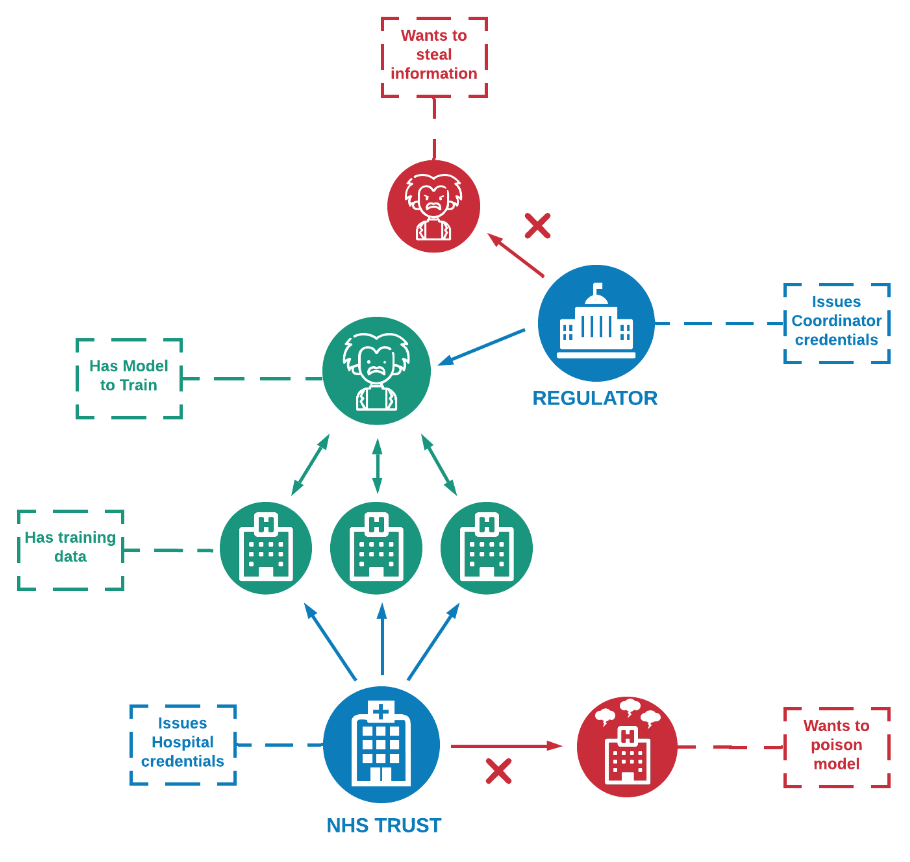 Wants to
steal
information
Issues
Coordinator
credentials
REGULATOR
Has Model
to Train
Has training
data
H
H
H
Issues
Hospital
credentials
NHS TRUST
H
Wants to
poison
model